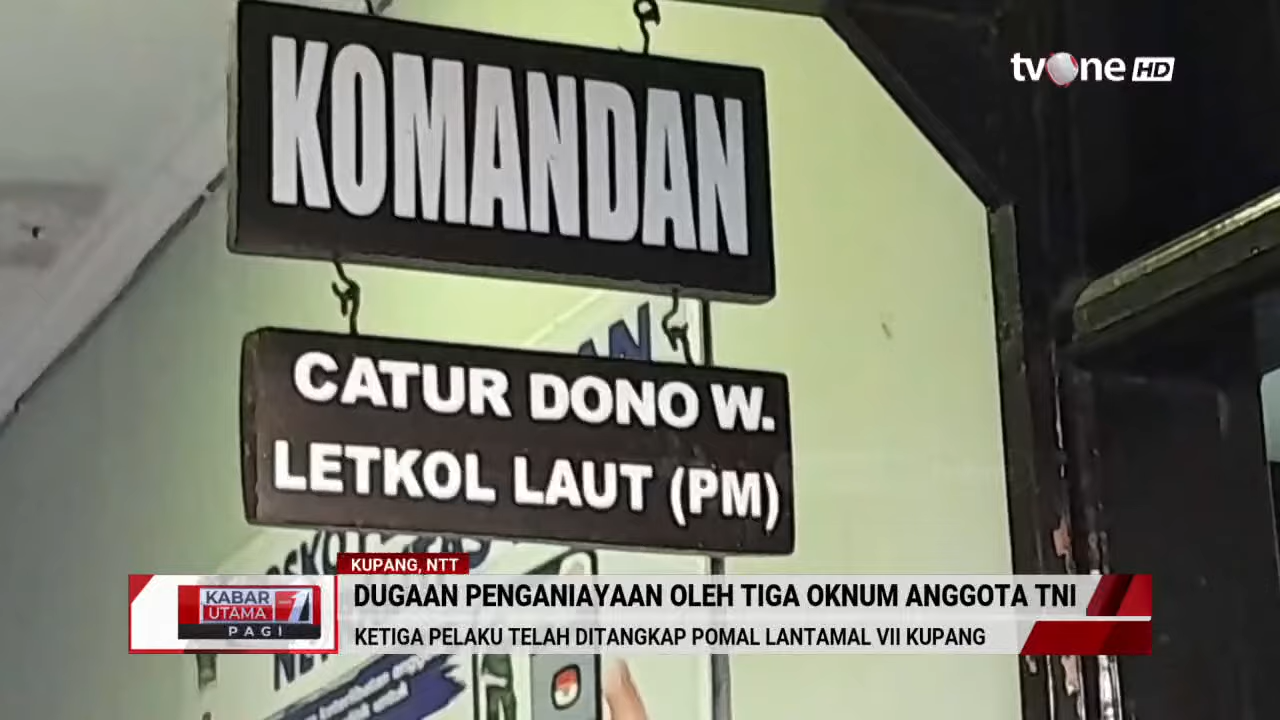 KOMANDAN
tvOne HD
CATUR DONO W.
LETKOL LAUT (PM)
KUPANG, NTT
KABAR
UTAMA 1
PAGI
DUGAAN PENGANIAYAAN OLEH TIGA OKNUM ANGGOTA TNI
KETIGA PELAKU TELAH DITANGKAP POMAL LANTAMAL VII KUPANG